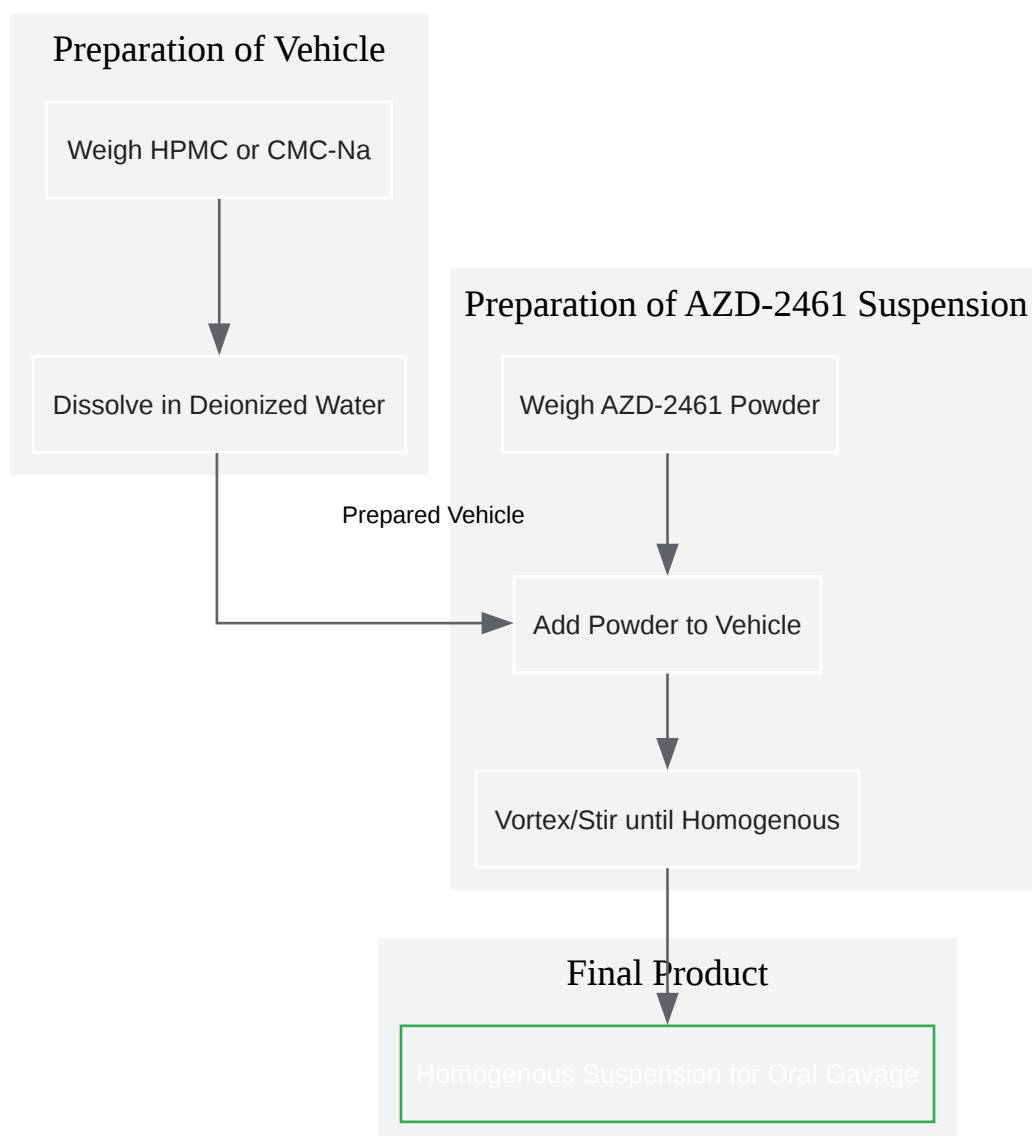 Preparation of Vehicle
Weigh HPMC or CMC-Na
Dissolve in Deionized Water
Preparation of AZD-2461 Suspension
Weigh AZD-2461 Powder
Prepared Vehicle
Add Powder to Vehicle
Vortex/Stir until Homogenous
Final Product
Homogenous Suspension for Oral Gavage